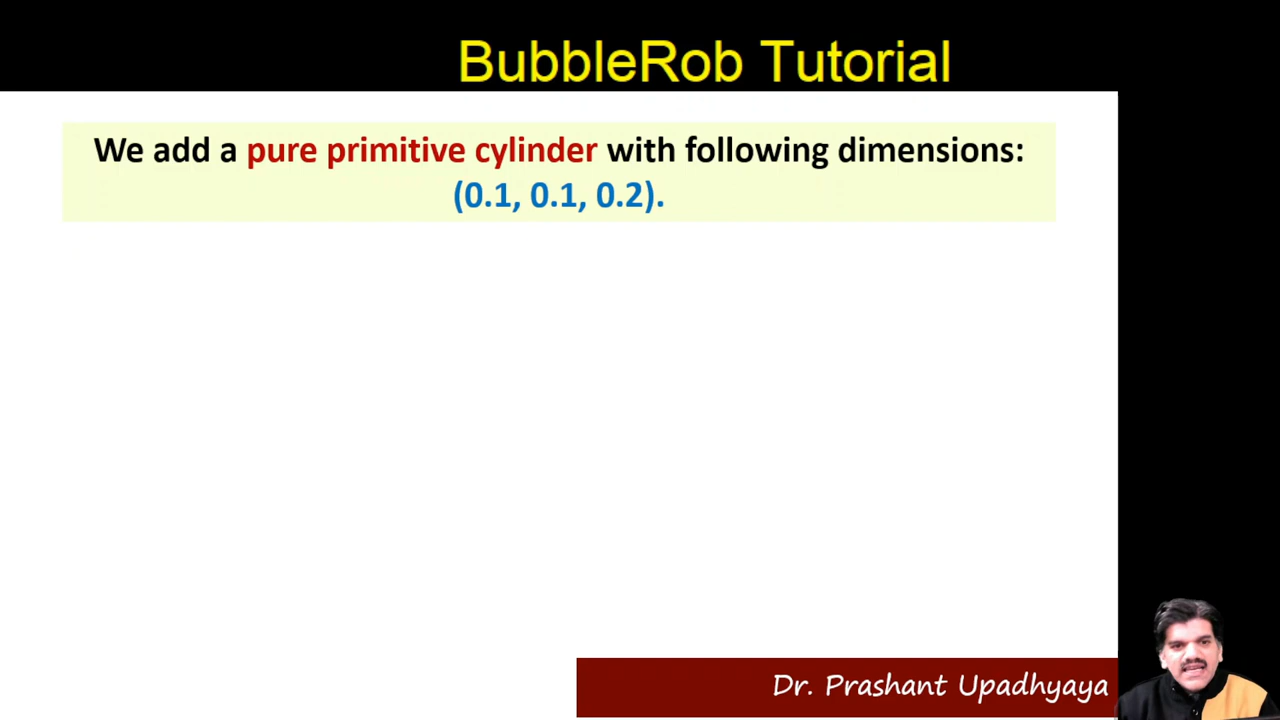 BubbleRob Tutorial
We add a pure primitive cylinder with following dimensions:
(0.1, 0.1, 0.2).
Dr. Prashant Upadhyaya